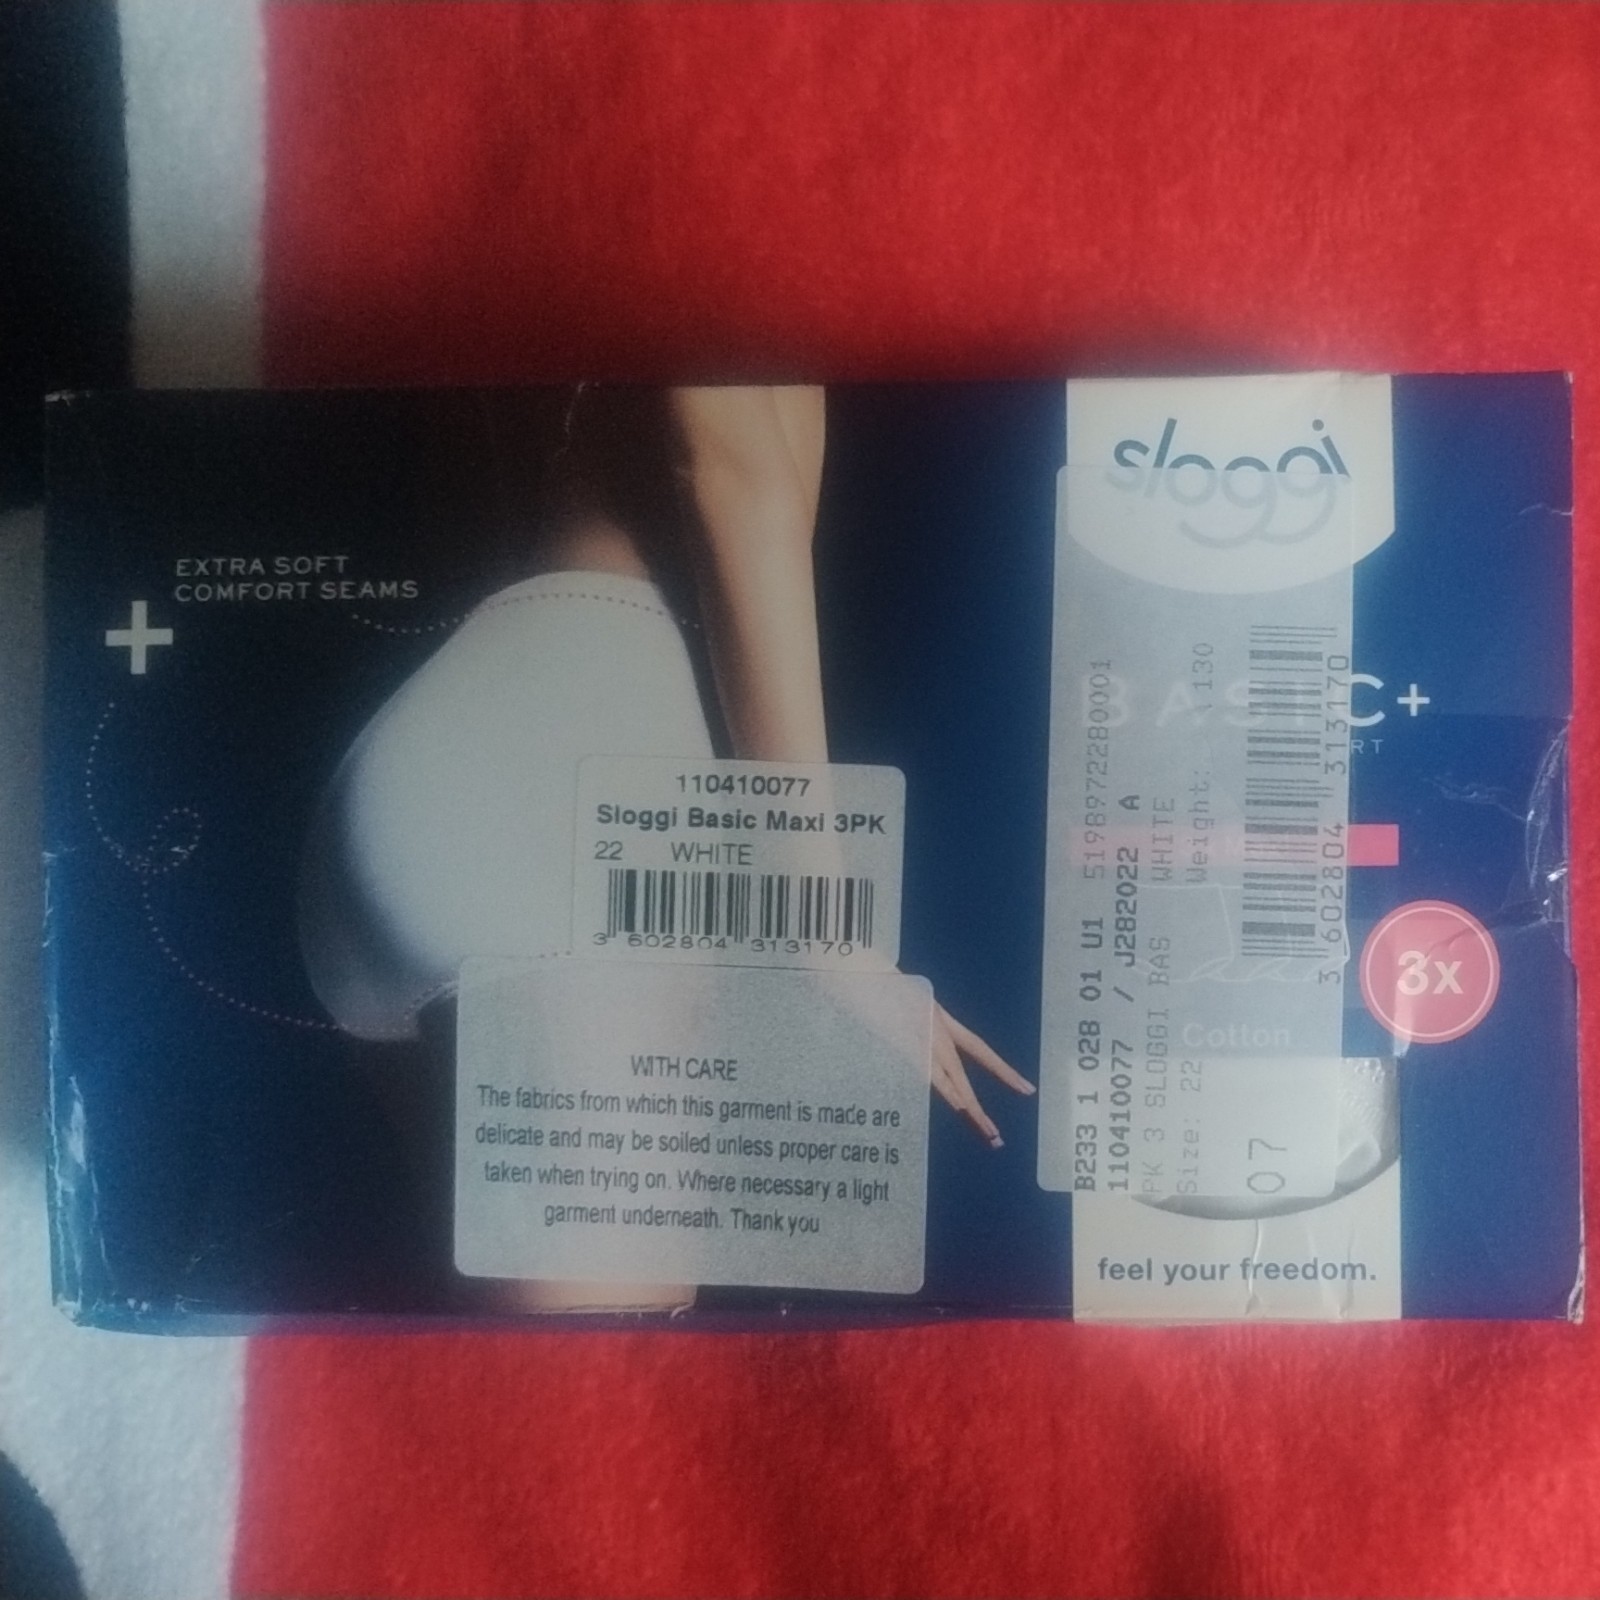 EXTRA SOFT
COMFORT SEAMS
110410077
Sloggi Basic Maxi 3PK
22 WHITE
3 602804 313170
WITH CARE
The fabrics from which this garment is made are
delicate and may be soiled unless proper care is
taken when trying on. Where necessary a light
garment underneath. Thank you
sloggi
BASIC+
B233 1 028 01 U1 5198972280001
110410077 / J282022 A
PK 3 SLOGGI BAS WHITE
Size: 22 Weight: 130
07
3 602804 313170
3x
Cotton
feel your freedom.